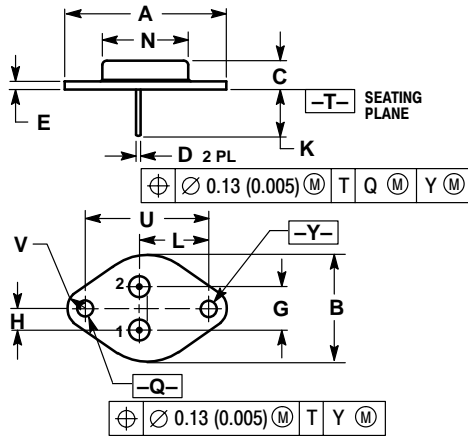 A
N
C
E
–T– SEATING PLANE
K
D 2 PL
⌖ ∅ 0.13 (0.005) Ⓜ T Q Ⓜ Y Ⓜ
U
V
L
–Y–
2
H
G
B
1
–Q–
⌖ ∅ 0.13 (0.005) Ⓜ T Y Ⓜ